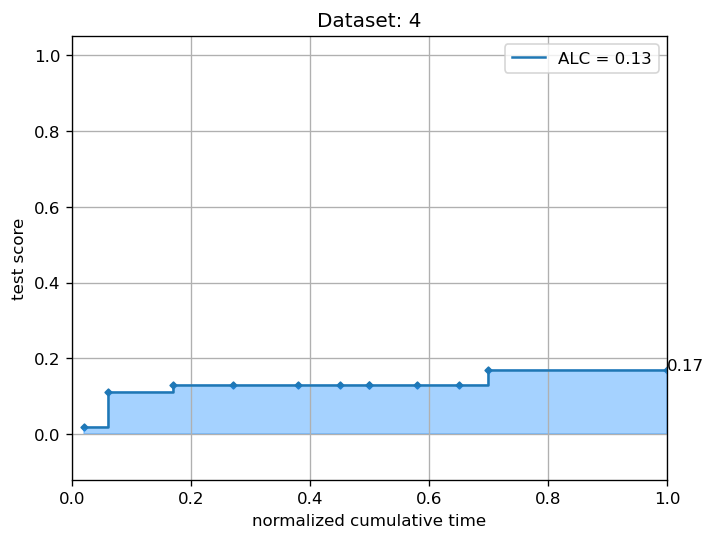 Dataset: 4
ALC = 0.13
1.0
0.8
0.6
0.4
0.2
0.0
test score
0.17
0.0 0.2 0.4 0.6 0.8 1.0
normalized cumulative time